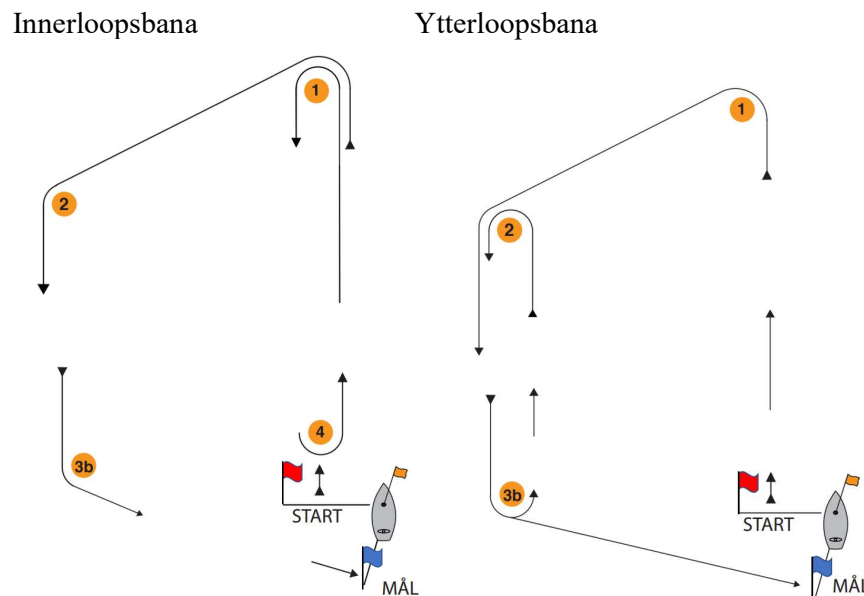 Innerloopsbana
Ytterloopsbana
1
2
4
3b
START
MÅL
1
2
3b
START
MÅL